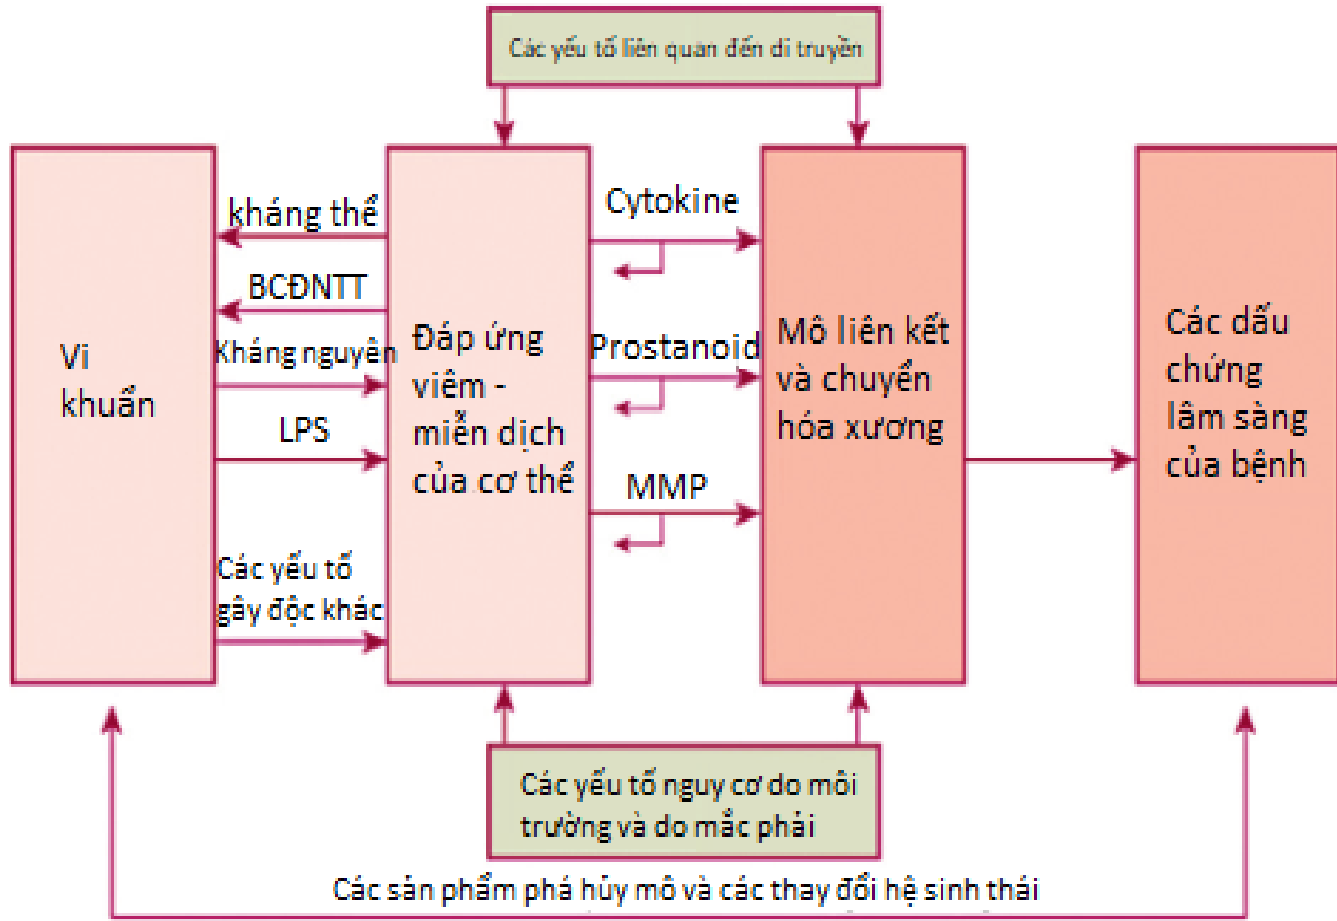 Các yếu tố liên quan đến di truyền
Vi
khuẩn
kháng thể
BCĐNTT
Kháng nguyên
LPS
Các yếu tố
gây độc khác
Đáp ứng
viêm -
miễn dịch
của cơ thể
Cytokine
Prostanoid
MMP
Mô liên kết
và chuyển
hóa xương
Các dấu
chứng
lâm sàng
của bệnh
Các yếu tố nguy cơ do môi
trường và do mắc phải
Các sản phẩm phá hủy mô và các thay đổi hệ sinh thái